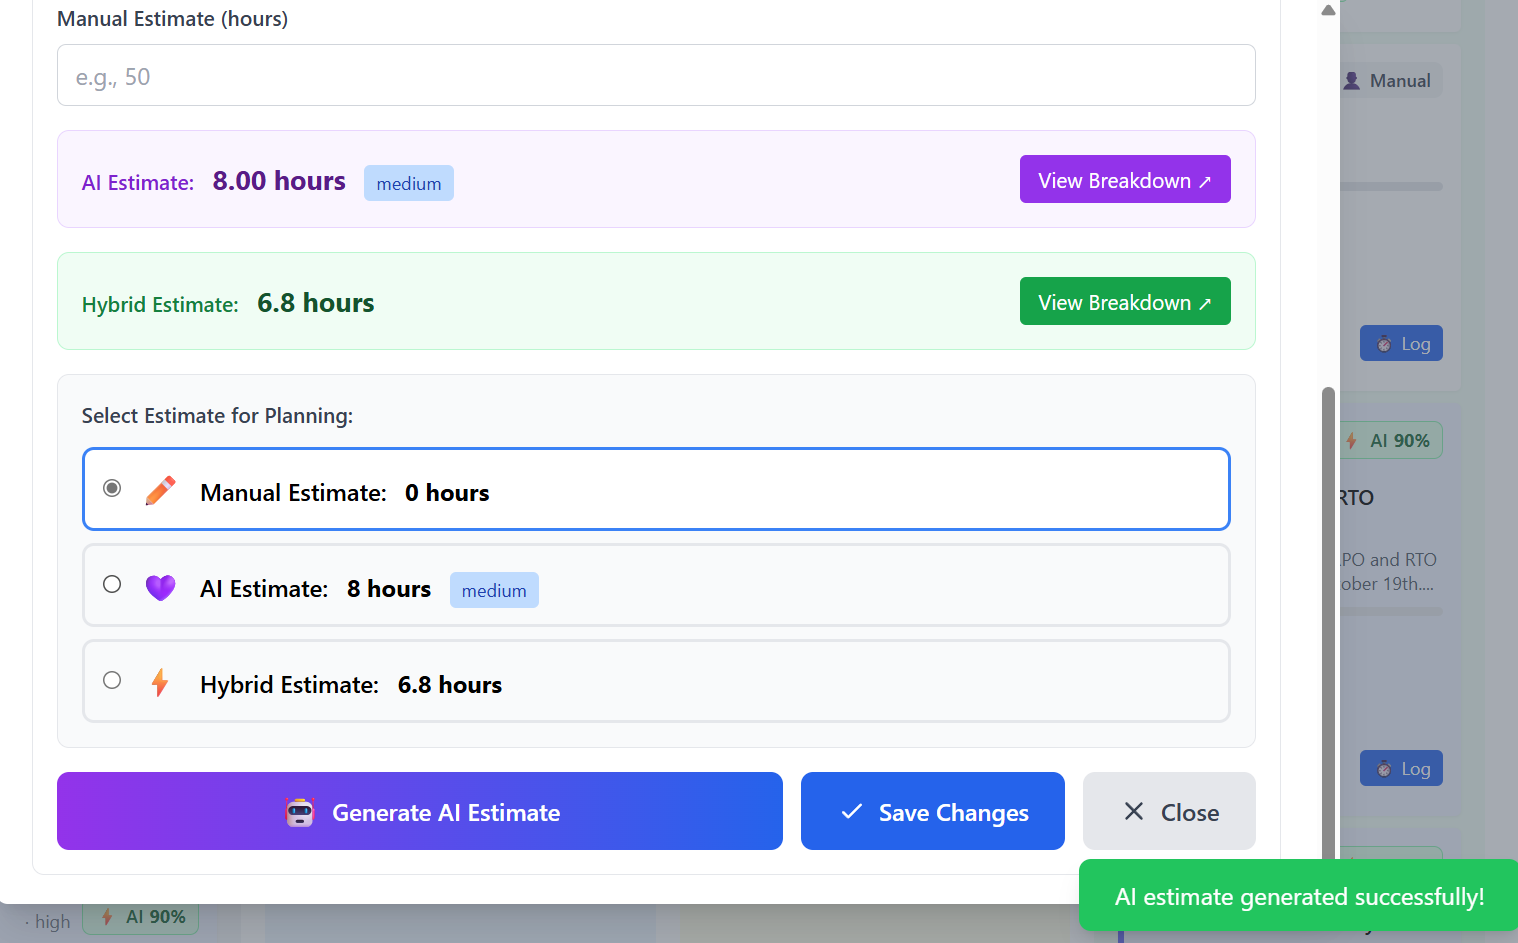 Manual Estimate (hours)
e.g., 50
AI Estimate: 8.00 hours medium View Breakdown ↗
Hybrid Estimate: 6.8 hours View Breakdown ↗
Select Estimate for Planning:
Manual Estimate: 0 hours
AI Estimate: 8 hours medium
Hybrid Estimate: 6.8 hours
Generate AI Estimate
Save Changes
Close
AI estimate generated successfully!
Manual
Log
AI 90%
RTO
PO and RTO
ober 19th....
Log
· high AI 90%